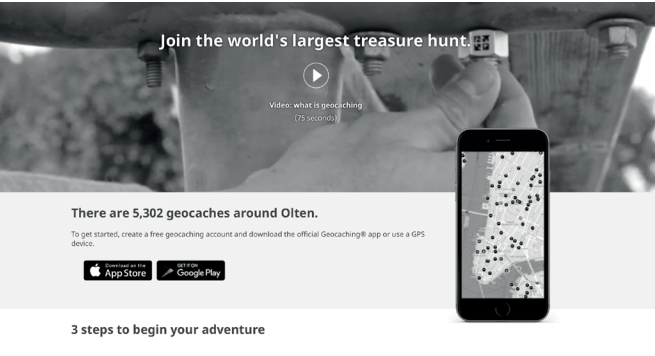 Join the world's largest treasure hunt.
Video: what is geocaching
(75 seconds)
There are 5,302 geocaches around Olten.
To get started, create a free geocaching account and download the official Geocaching® app or use a GPS
device.
Download on the
App Store
GET IT ON
Google Play
3 steps to begin your adventure